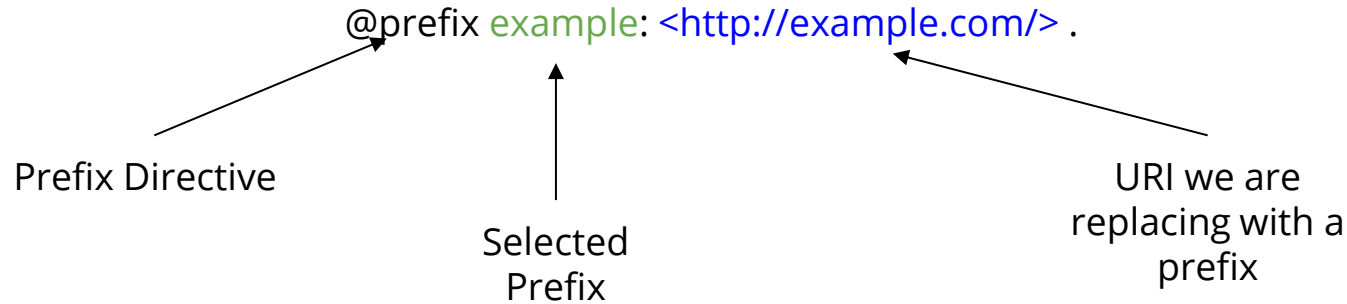 @prefix example: <http://example.com/> .
Prefix Directive
Selected
Prefix
URI we are
replacing with a
prefix